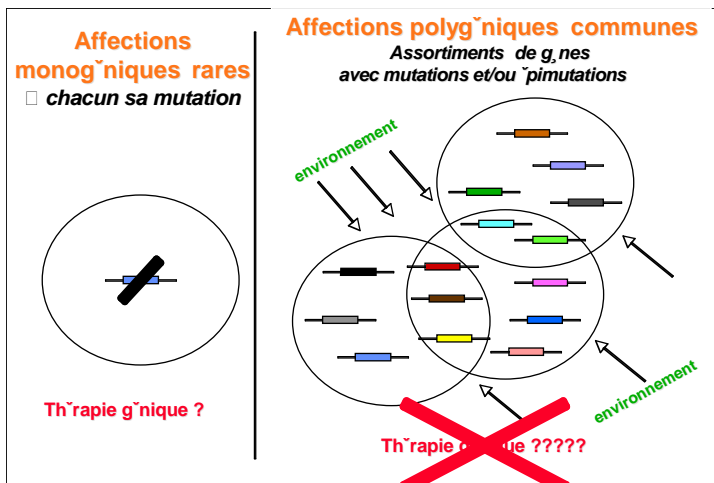 Affections
monogˇniques rares
□ chacun sa mutation
Thˇrapie gˇnique ?
Affections polygˇniques communes
Assortiments de g¸nes
avec mutations et/ou ˇpimutations
environnement
environnement
Thˇrapie gˇnique ?????